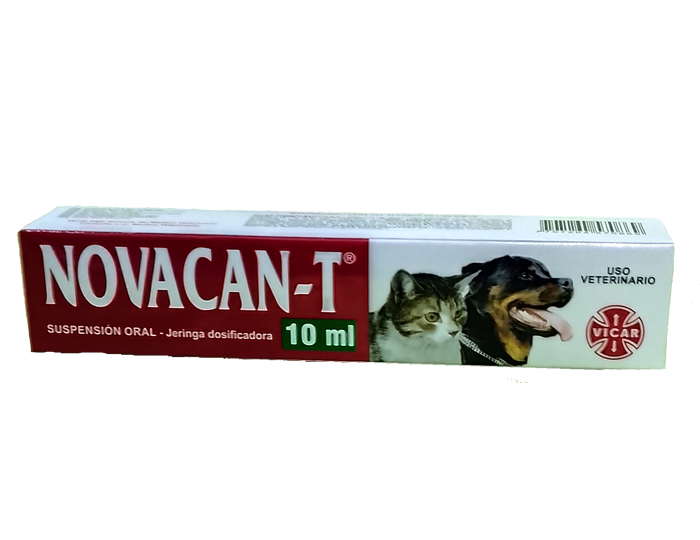 NOVACAN-T®
SUSPENSIÓN ORAL - Jeringa dosificadora
10 ml
USO
VETERINARIO
VICAR